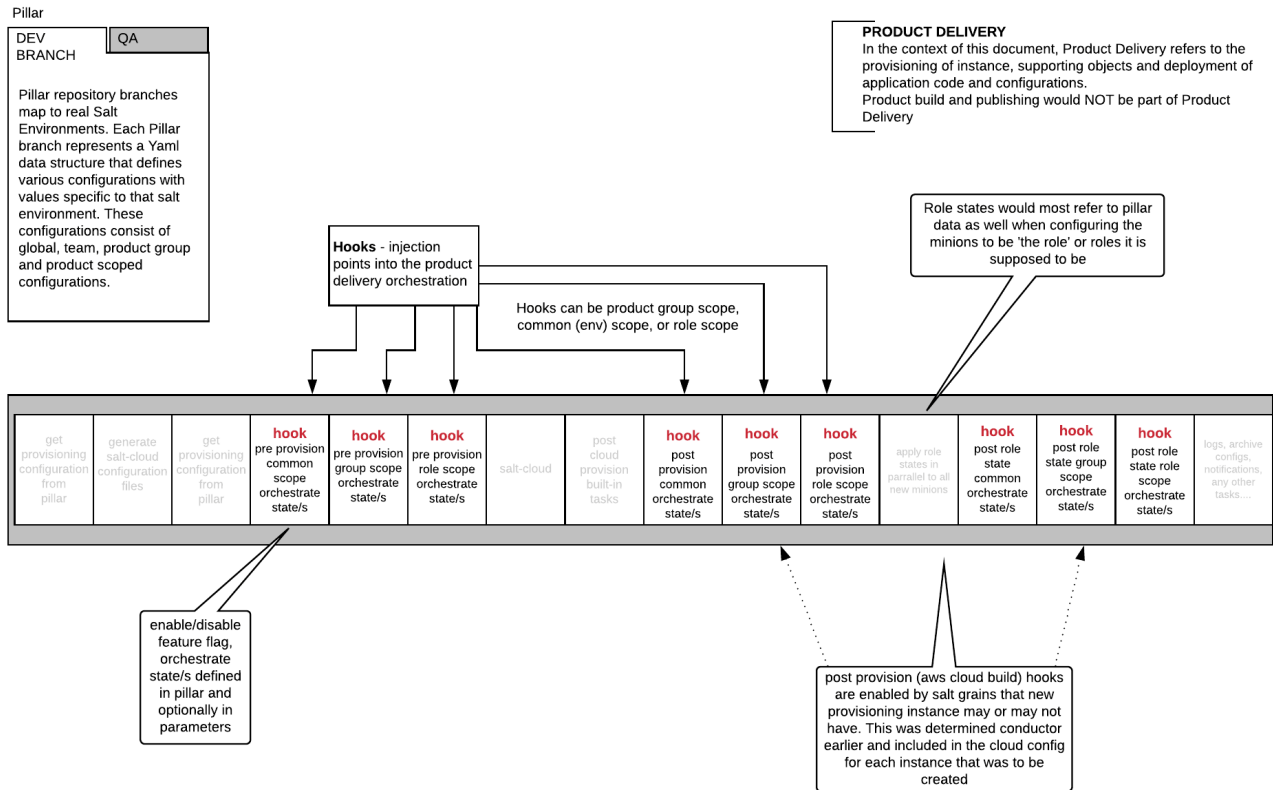 Pillar
DEV
BRANCH
QA
Pillar repository branches
map to real Salt
Environments. Each Pillar
branch represents a Yaml
data structure that defines
various configurations with
values specific to that salt
environment. These
configurations consist of
global, team, product group
and product scoped
configurations.
PRODUCT DELIVERY
In the context of this document, Product Delivery refers to the
provisioning of instance, supporting objects and deployment of
application code and configurations.
Product build and publishing would NOT be part of Product
Delivery
Role states would most refer to pillar
data as well when configuring the
minions to be 'the role' or roles it is
supposed to be
Hooks - injection
points into the product
delivery orchestration
Hooks can be product group scope,
common (env) scope, or role scope
get
provisioning
configuration
from
pillar
generate
salt-cloud
configuration
files
get
provisioning
configuration
from
pillar
hook
pre provision
common
scope
orchestrate
state/s
hook
pre provision
group scope
orchestrate
state/s
hook
pre provision
role scope
orchestrate
state/s
salt-cloud
post
cloud
provision
built-in
tasks
hook
post
provision
common
orchestrate
state/s
hook
post
provision
group scope
orchestrate
state/s
hook
post
provision
role scope
orchestrate
state/s
apply role
states in
parrallel to all
new minions
hook
post role
state
common
orchestrate
state/s
hook
post role
state group
scope
orchestrate
state/s
hook
post role
state role
scope
orchestrate
state/s
logs, archive
configs,
notifications,
any other
tasks....
enable/disable
feature flag,
orchestrate
state/s defined
in pillar and
optionally in
parameters
post provision (aws cloud build) hooks
are enabled by salt grains that new
provisioning instance may or may not
have. This was determined conductor
earlier and included in the cloud config
for each instance that was to be
created